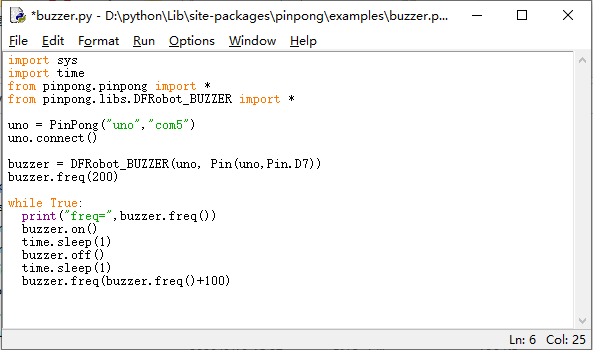 *buzzer.py - D:\python\Lib\site-packages\pinpong\examples\buzzer.p...
File Edit Format Run Options Window Help
import sys
import time
from pinpong.pinpong import *
from pinpong.libs.DFRobot_BUZZER import *
uno = PinPong("uno","com5")
uno.connect()
buzzer = DFRobot_BUZZER(uno, Pin(uno,Pin.D7))
buzzer.freq(200)
while True:
  print("freq=",buzzer.freq())
  buzzer.on()
  time.sleep(1)
  buzzer.off()
  time.sleep(1)
  buzzer.freq(buzzer.freq()+100)
Ln: 6 Col: 25